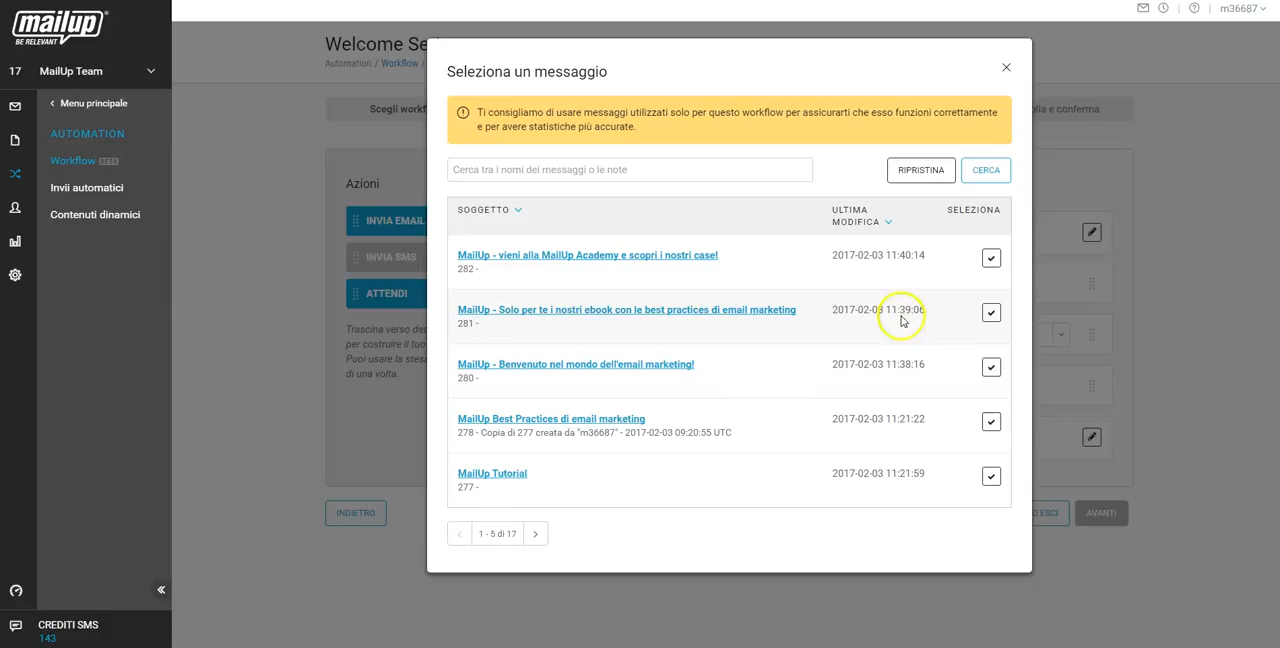 mailup
BE RELEVANT
17 MailUp Team
Menu principale
AUTOMATION
Workflow BETA
Invii automatici
Contenuti dinamici
CREDITI SMS
143
m36687
Welcome Se
Automation / Workflow /
Scegli workf
lla e conferma
Azioni
INVIA EMAIL
INVIA SMS
ATTENDI
Trascina verso des
per costruire il tuo
Puoi usare la stess
di una volta.
INDIETRO
ESCI
AVANTI
Seleziona un messaggio
Ti consigliamo di usare messaggi utilizzati solo per questo workflow per assicurarti che esso funzioni correttamente
e per avere statistiche più accurate.
Cerca tra i nomi dei messaggi o le note
RIPRISTINA
CERCA
SOGGETTO
ULTIMA
MODIFICA
SELEZIONA
MailUp - vieni alla MailUp Academy e scopri i nostri case!
282 -
2017-02-03 11:40:14
MailUp - Solo per te i nostri ebook con le best practices di email marketing
281 -
2017-02-03 11:39:06
MailUp - Benvenuto nel mondo dell'email marketing!
280 -
2017-02-03 11:38:16
MailUp Best Practices di email marketing
278 - Copia di 277 creata da "m36687" - 2017-02-03 09:20:55 UTC
2017-02-03 11:21:22
MailUp Tutorial
277 -
2017-02-03 11:21:59
1 - 5 di 17